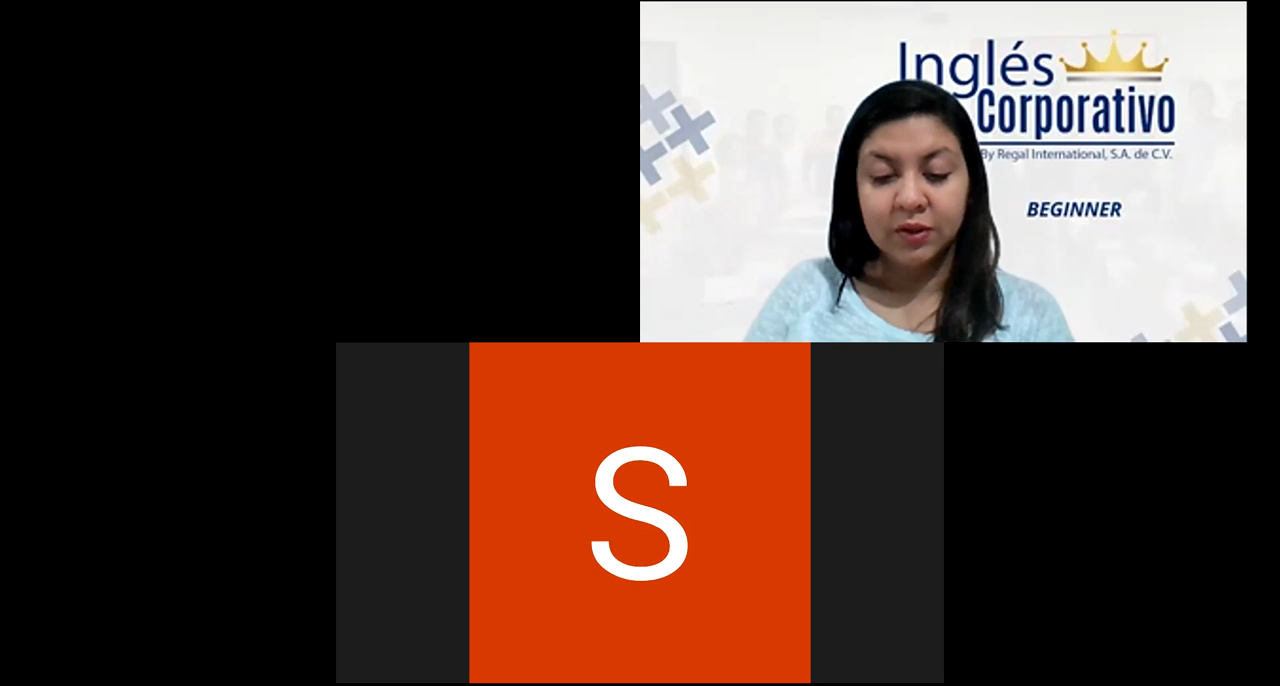 Inglés
Corporativo
By Regal International, S.A. de C.V.
BEGINNER
S